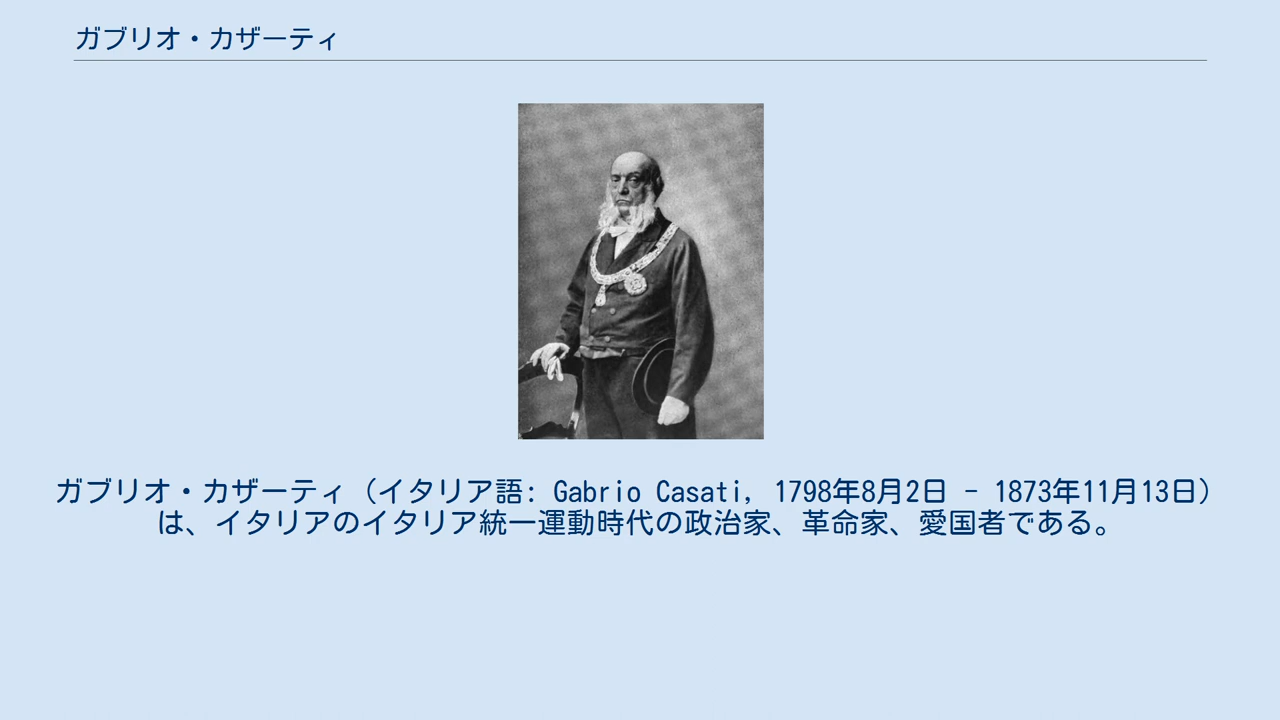 ガブリオ・カザーティ
ガブリオ・カザーティ（イタリア語: Gabrio Casati, 1798年8月2日 - 1873年11月13日）
は、イタリアのイタリア統一運動時代の政治家、革命家、愛国者である。